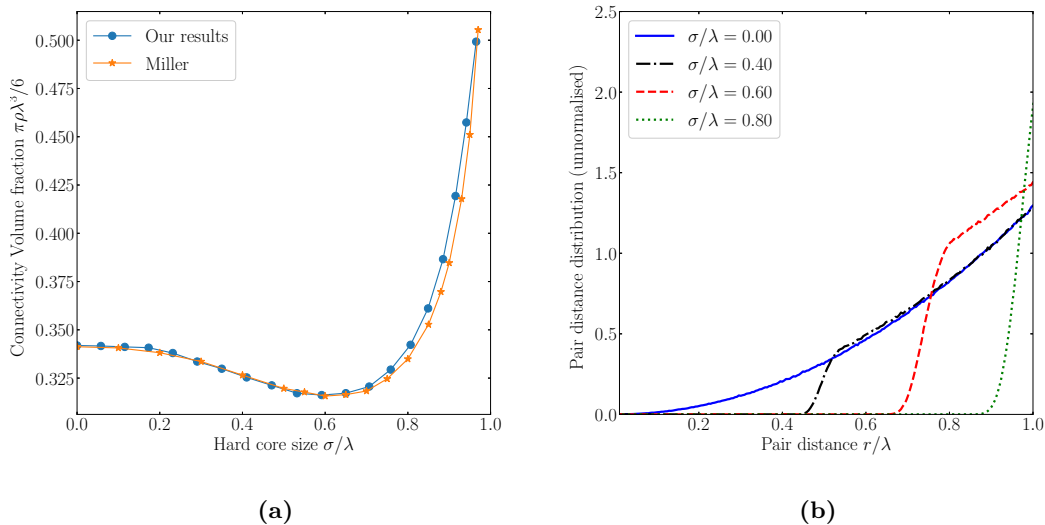 Connectivity Volume fraction πρλ³/6
0.500
0.475
0.450
0.425
0.400
0.375
0.350
0.325
Our results
Miller
0.0 0.2 0.4 0.6 0.8 1.0
Hard core size σ/λ
(a)
Pair distance distribution (unnormalised)
2.5
2.0
1.5
1.0
0.5
0.0
σ/λ = 0.00
σ/λ = 0.40
σ/λ = 0.60
σ/λ = 0.80
0.2 0.4 0.6 0.8 1.0
Pair distance r/λ
(b)